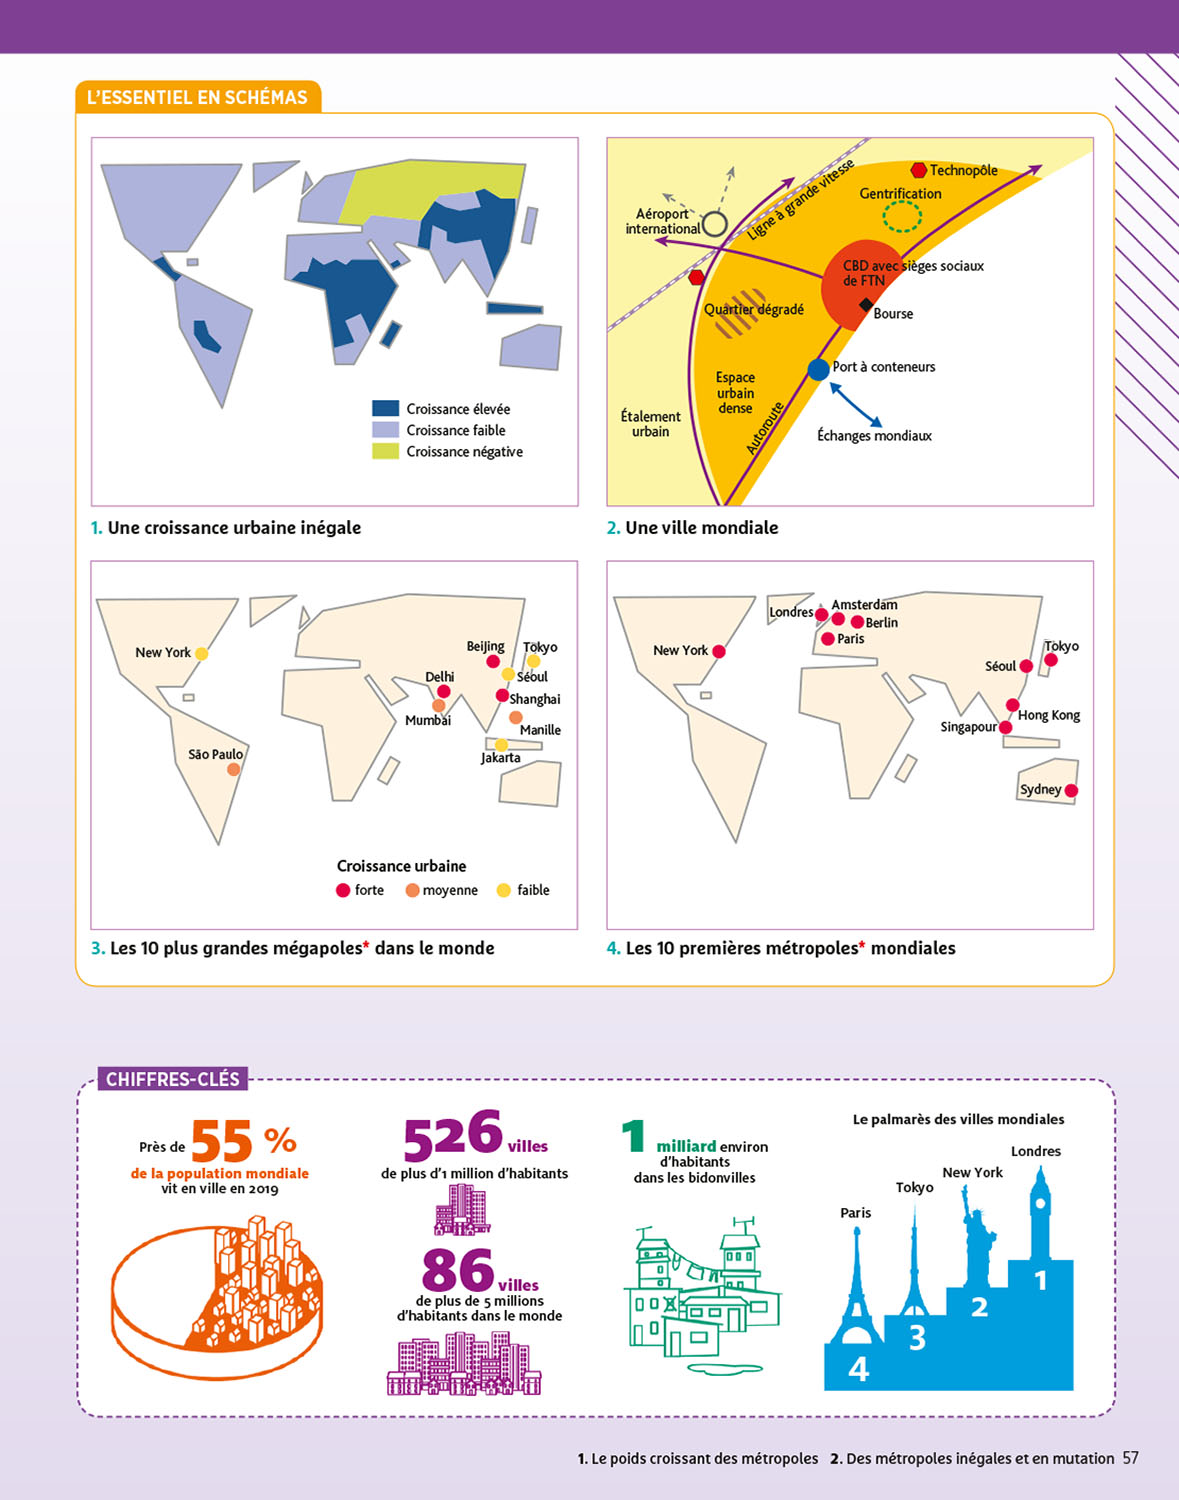 L'ESSENTIEL EN SCHÉMAS
Croissance élevée
Croissance faible
Croissance négative
1. Une croissance urbaine inégale
Technopôle
Gentrification
Ligne à grande vitesse
Aéroport
international
CBD avec sièges sociaux
de FTN
Quartier dégradé
Bourse
Port à conteneurs
Espace
urbain
dense
Étalement
urbain
Autoroute
Échanges mondiaux
2. Une ville mondiale
New York
Beijing
Tokyo
Delhi
Séoul
Shanghai
Mumbai
Manille
São Paulo
Jakarta
Croissance urbaine
forte
moyenne
faible
3. Les 10 plus grandes mégapoles* dans le monde
Londres
Amsterdam
Berlin
Paris
New York
Tokyo
Séoul
Hong Kong
Singapour
Sydney
4. Les 10 premières métropoles* mondiales
CHIFFRES-CLÉS
Près de 55 %
de la population mondiale
vit en ville en 2019
526 villes
de plus d'1 million d'habitants
86 villes
de plus de 5 millions
d'habitants dans le monde
1 milliard environ
d'habitants
dans les bidonvilles
Le palmarès des villes mondiales
Londres
New York
Tokyo
Paris
1
2
3
4
1. Le poids croissant des métropoles 2. Des métropoles inégales et en mutation 57